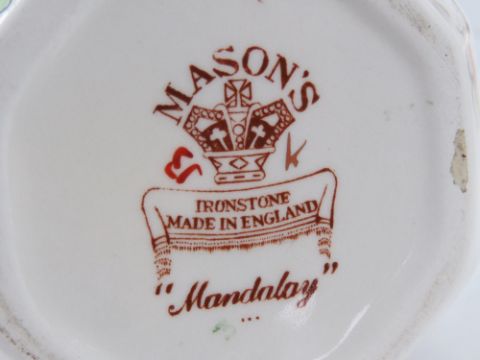 MASON'S
k
IRONSTONE
MADE IN ENGLAND
"Mandalay"
...